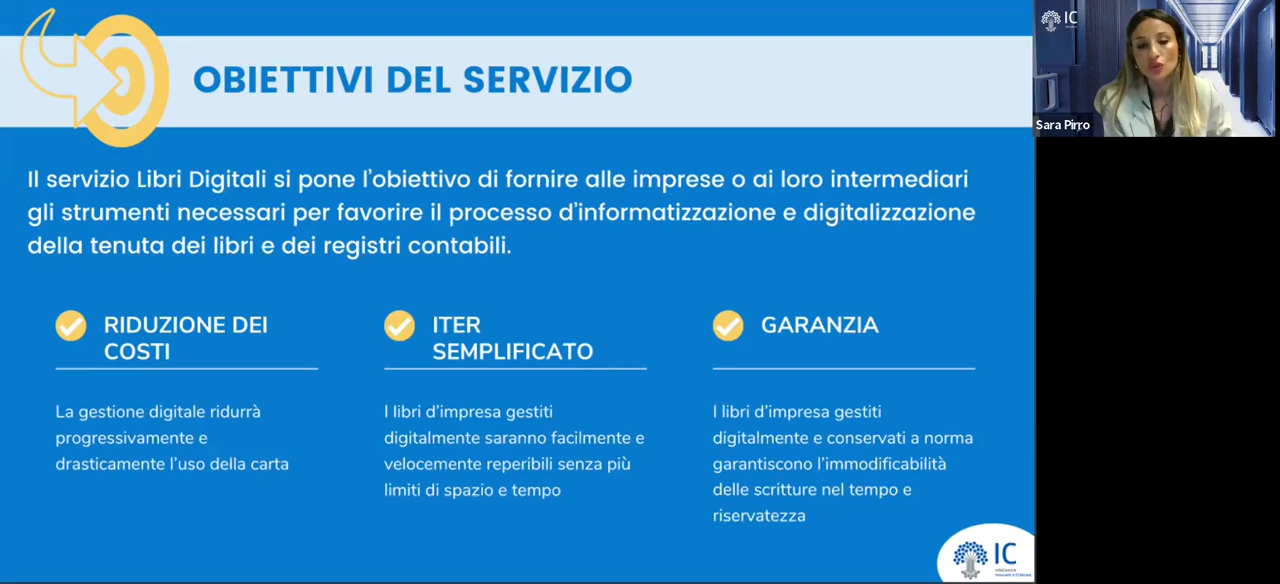 OBIETTIVI DEL SERVIZIO
Il servizio Libri Digitali si pone l'obiettivo di fornire alle imprese o ai loro intermediari
gli strumenti necessari per favorire il processo d'informatizzazione e digitalizzazione
della tenuta dei libri e dei registri contabili.
RIDUZIONE DEI
COSTI
La gestione digitale ridurrà
progressivamente e
drasticamente l'uso della carta
ITER
SEMPLIFICATO
I libri d'impresa gestiti
digitalmente saranno facilmente e
velocemente reperibili senza più
limiti di spazio e tempo
GARANZIA
I libri d'impresa gestiti
digitalmente e conservati a norma
garantiscono l'immodificabilità
delle scritture nel tempo e
riservatezza
IC
IC
Sara Pirro